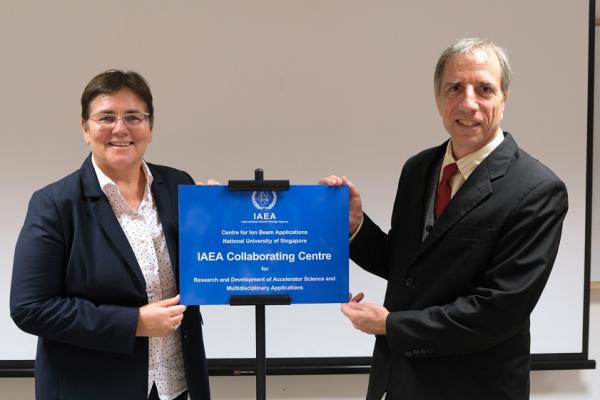 IAEA
International Atomic Energy Agency
Centre for Ion Beam Applications
National University of Singapore
IAEA Collaborating Centre
for
Research and Development of Accelerator Science and
Multidisciplinary Applications